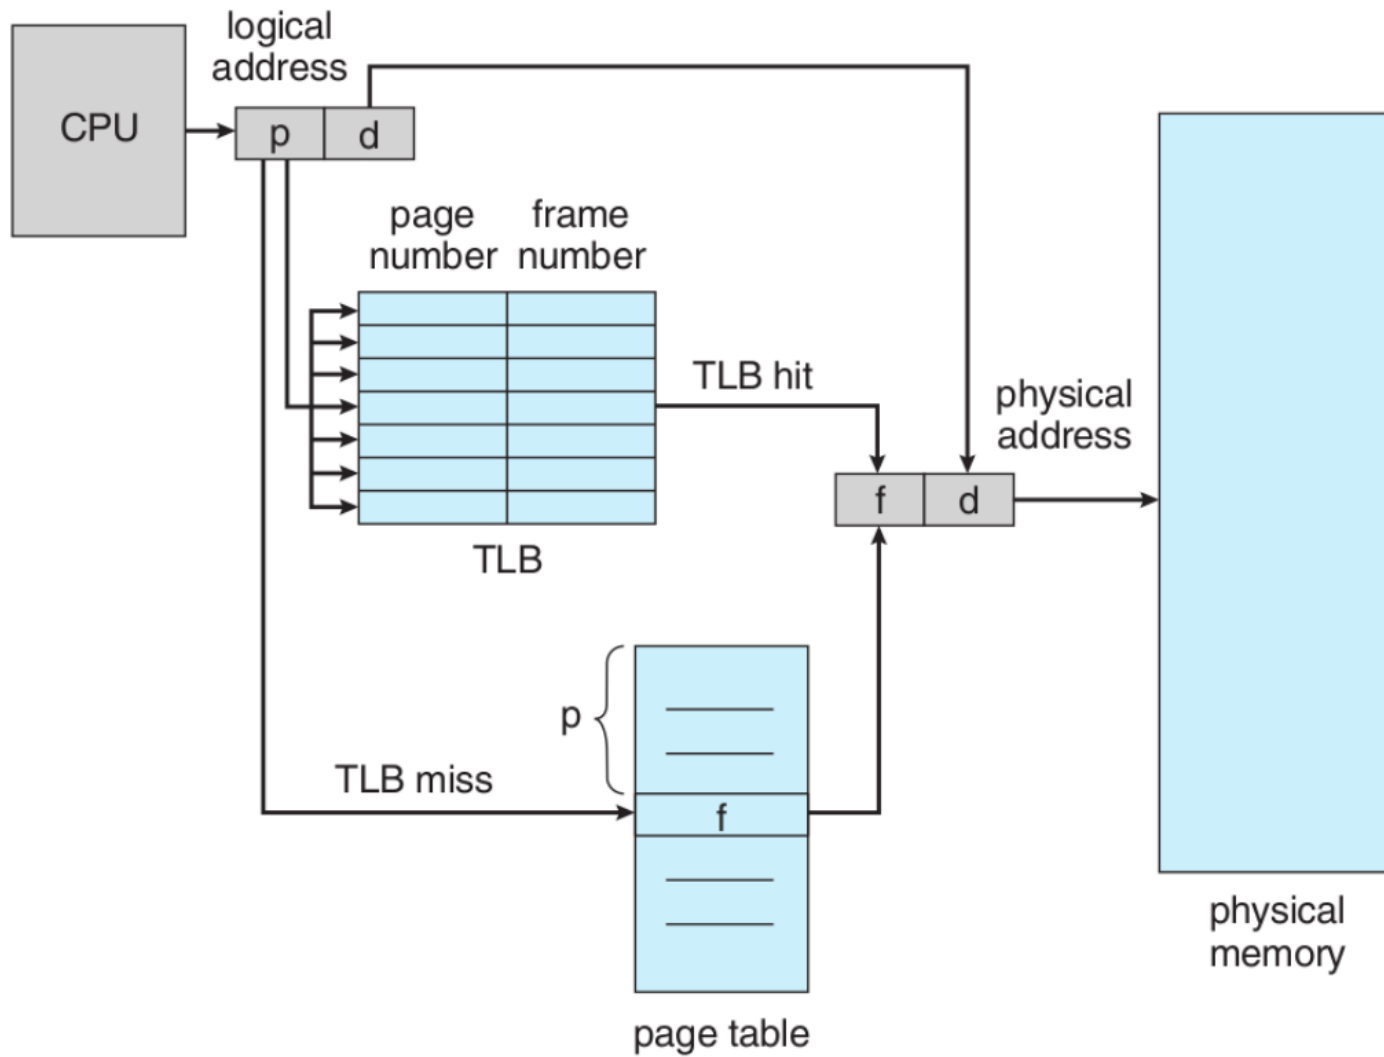 logical
address
CPU
p
d
page
number
frame
number
TLB hit
physical
address
f
d
TLB
p
TLB miss
f
physical
memory
page table